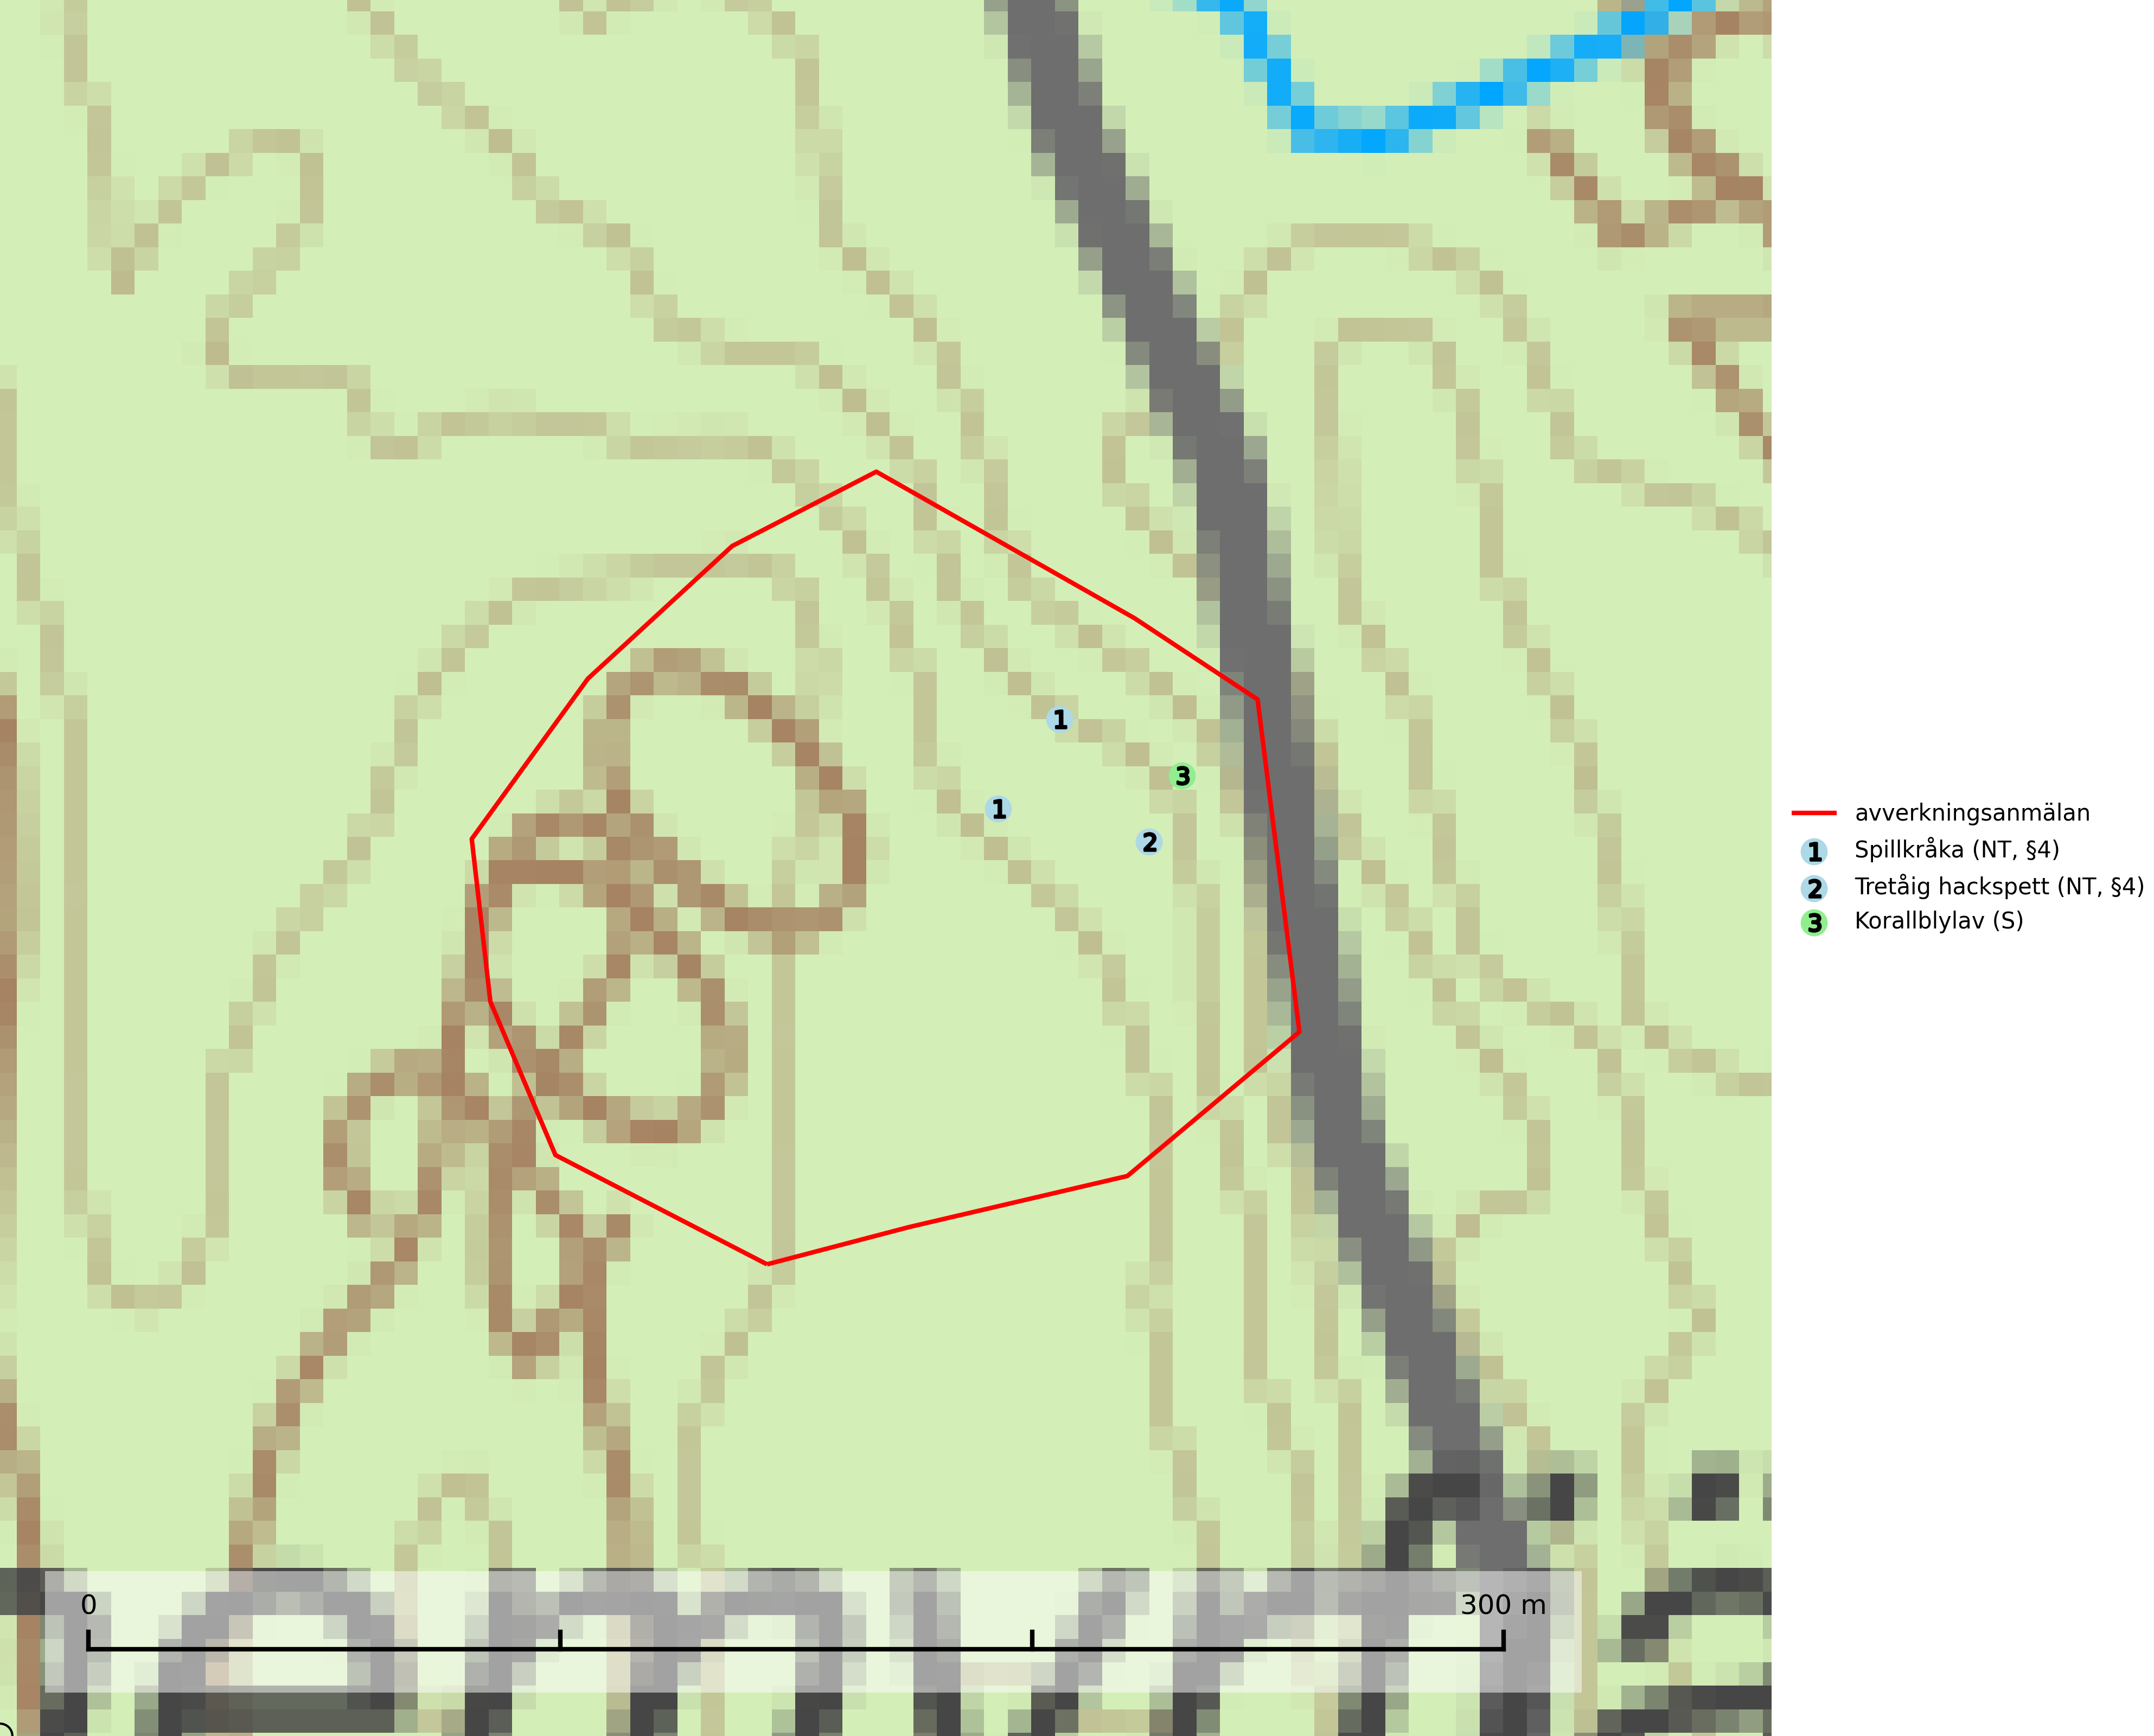 1
3
1
2
avverkningsanmälan
1 Spillkråka (NT, §4)
2 Tretåig hackspett (NT, §4)
3 Korallblylav (S)
0 300 m